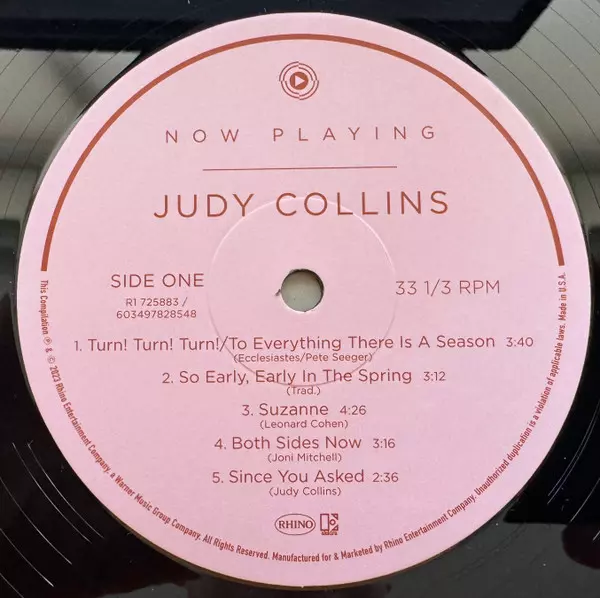 NOW PLAYING
JUDY COLLINS
SIDE ONE
R1 725883 /
603497828548
33 1/3 RPM
1. Turn! Turn! Turn!/To Everything There Is A Season 3:40
(Ecclesiastes/Pete Seeger)
2. So Early, Early In The Spring 3:12
(Trad.)
3. Suzanne 4:26
(Leonard Cohen)
4. Both Sides Now 3:16
(Joni Mitchell)
5. Since You Asked 2:36
(Judy Collins)
RHINO
This Compilation ℗ & © 2023 Rhino Entertainment Company, a Warner Music Group Company. All Rights Reserved. Manufactured for & Marketed by Rhino Entertainment Company. Unauthorized duplication is a violation of applicable laws. Made in U.S.A.